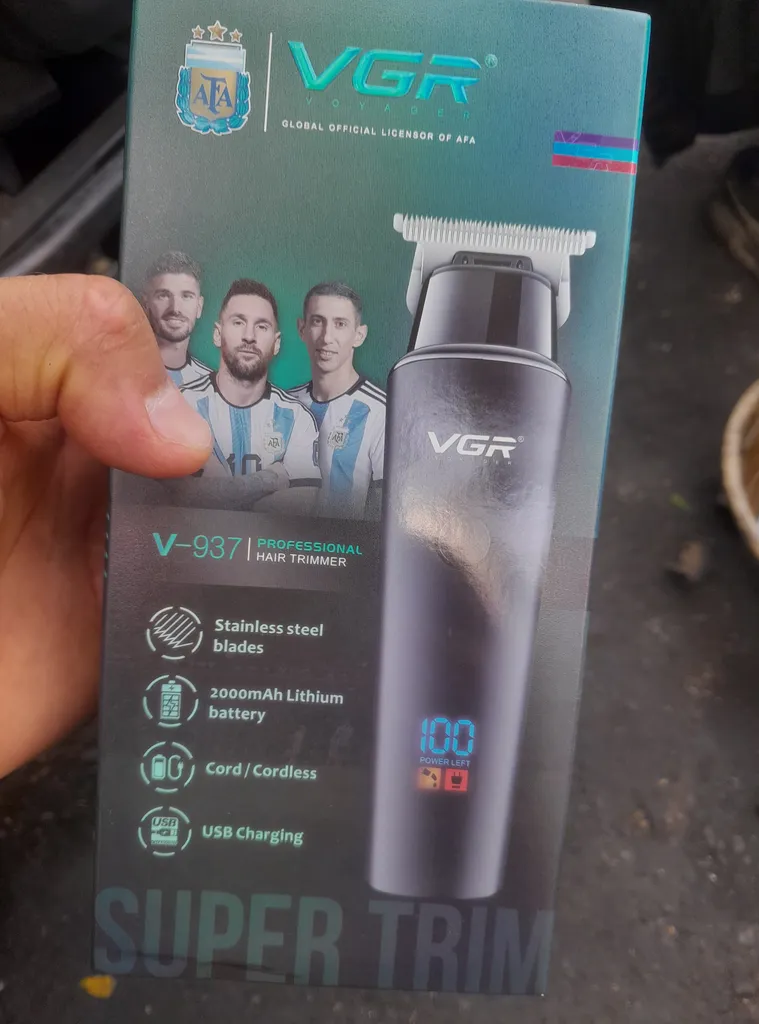 AFA
VGR®
VOYAGER
GLOBAL OFFICIAL LICENSOR OF AFA
VGR®
V-937 PROFESSIONAL
HAIR TRIMMER
Stainless steel
blades
2000mAh Lithium
battery
Cord / Cordless
USB
USB Charging
100
POWER LEFT
SUPER TRIM